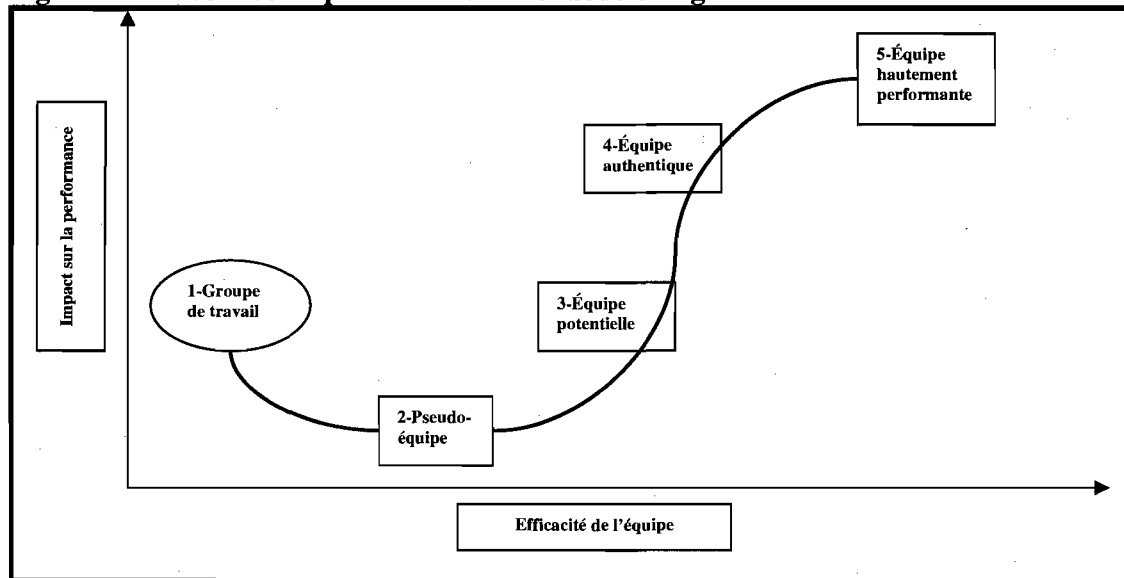 5-Équipe
hautement
performante
4-Équipe
authentique
Impact sur la performance
1-Groupe
de travail
3-Équipe
potentielle
2-Pseudo-
équipe
Efficacité de l'équipe